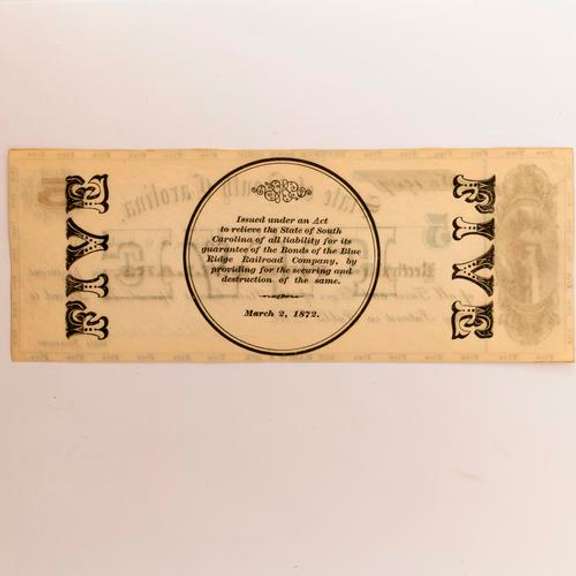 FIVE
Issued under an Act
to relieve the State of South
Carolina of all liability for its
guarantee of the Bonds of the Blue
Ridge Railroad Company, by
providing for the securing and
destruction of the same.
March 2, 1872.
FIVE